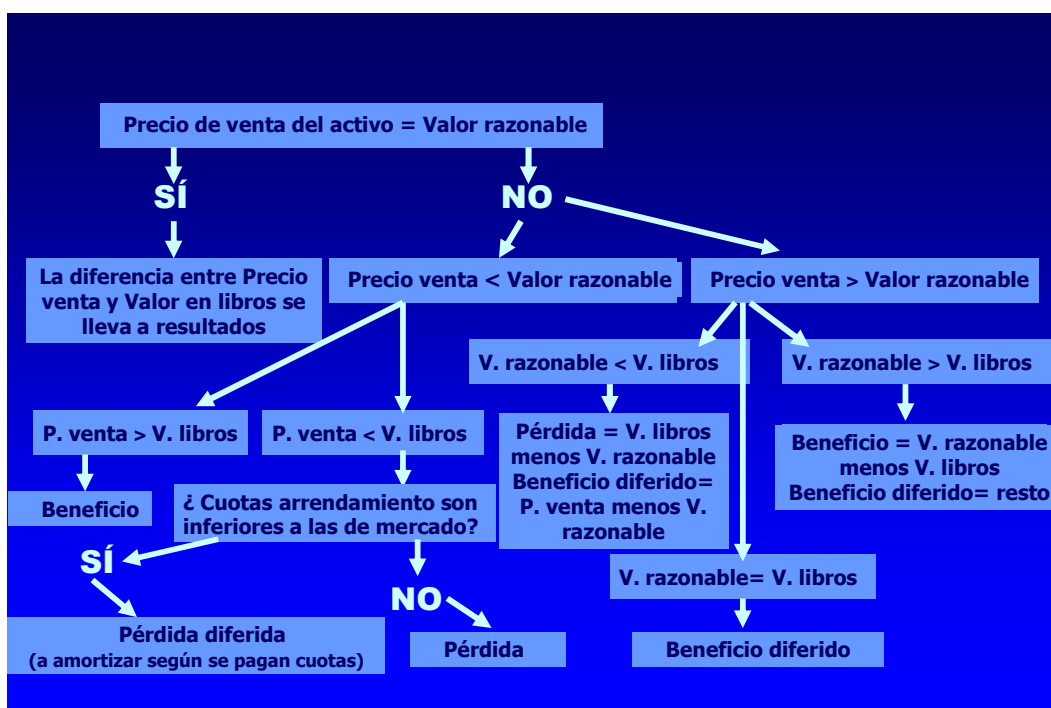 Precio de venta del activo = Valor razonable
SÍ
NO
La diferencia entre Precio
venta y Valor en libros se
lleva a resultados
Precio venta < Valor razonable
Precio venta > Valor razonable
V. razonable < V. libros
V. razonable > V. libros
P. venta > V. libros
P. venta < V. libros
Pérdida = V. libros
menos V. razonable
Beneficio diferido=
P. venta menos V.
razonable
Beneficio = V. razonable
menos V. libros
Beneficio diferido= resto
Beneficio
¿ Cuotas arrendamiento son
inferiores a las de mercado?
SÍ
NO
V. razonable= V. libros
Pérdida diferida
(a amortizar según se pagan cuotas)
Pérdida
Beneficio diferido